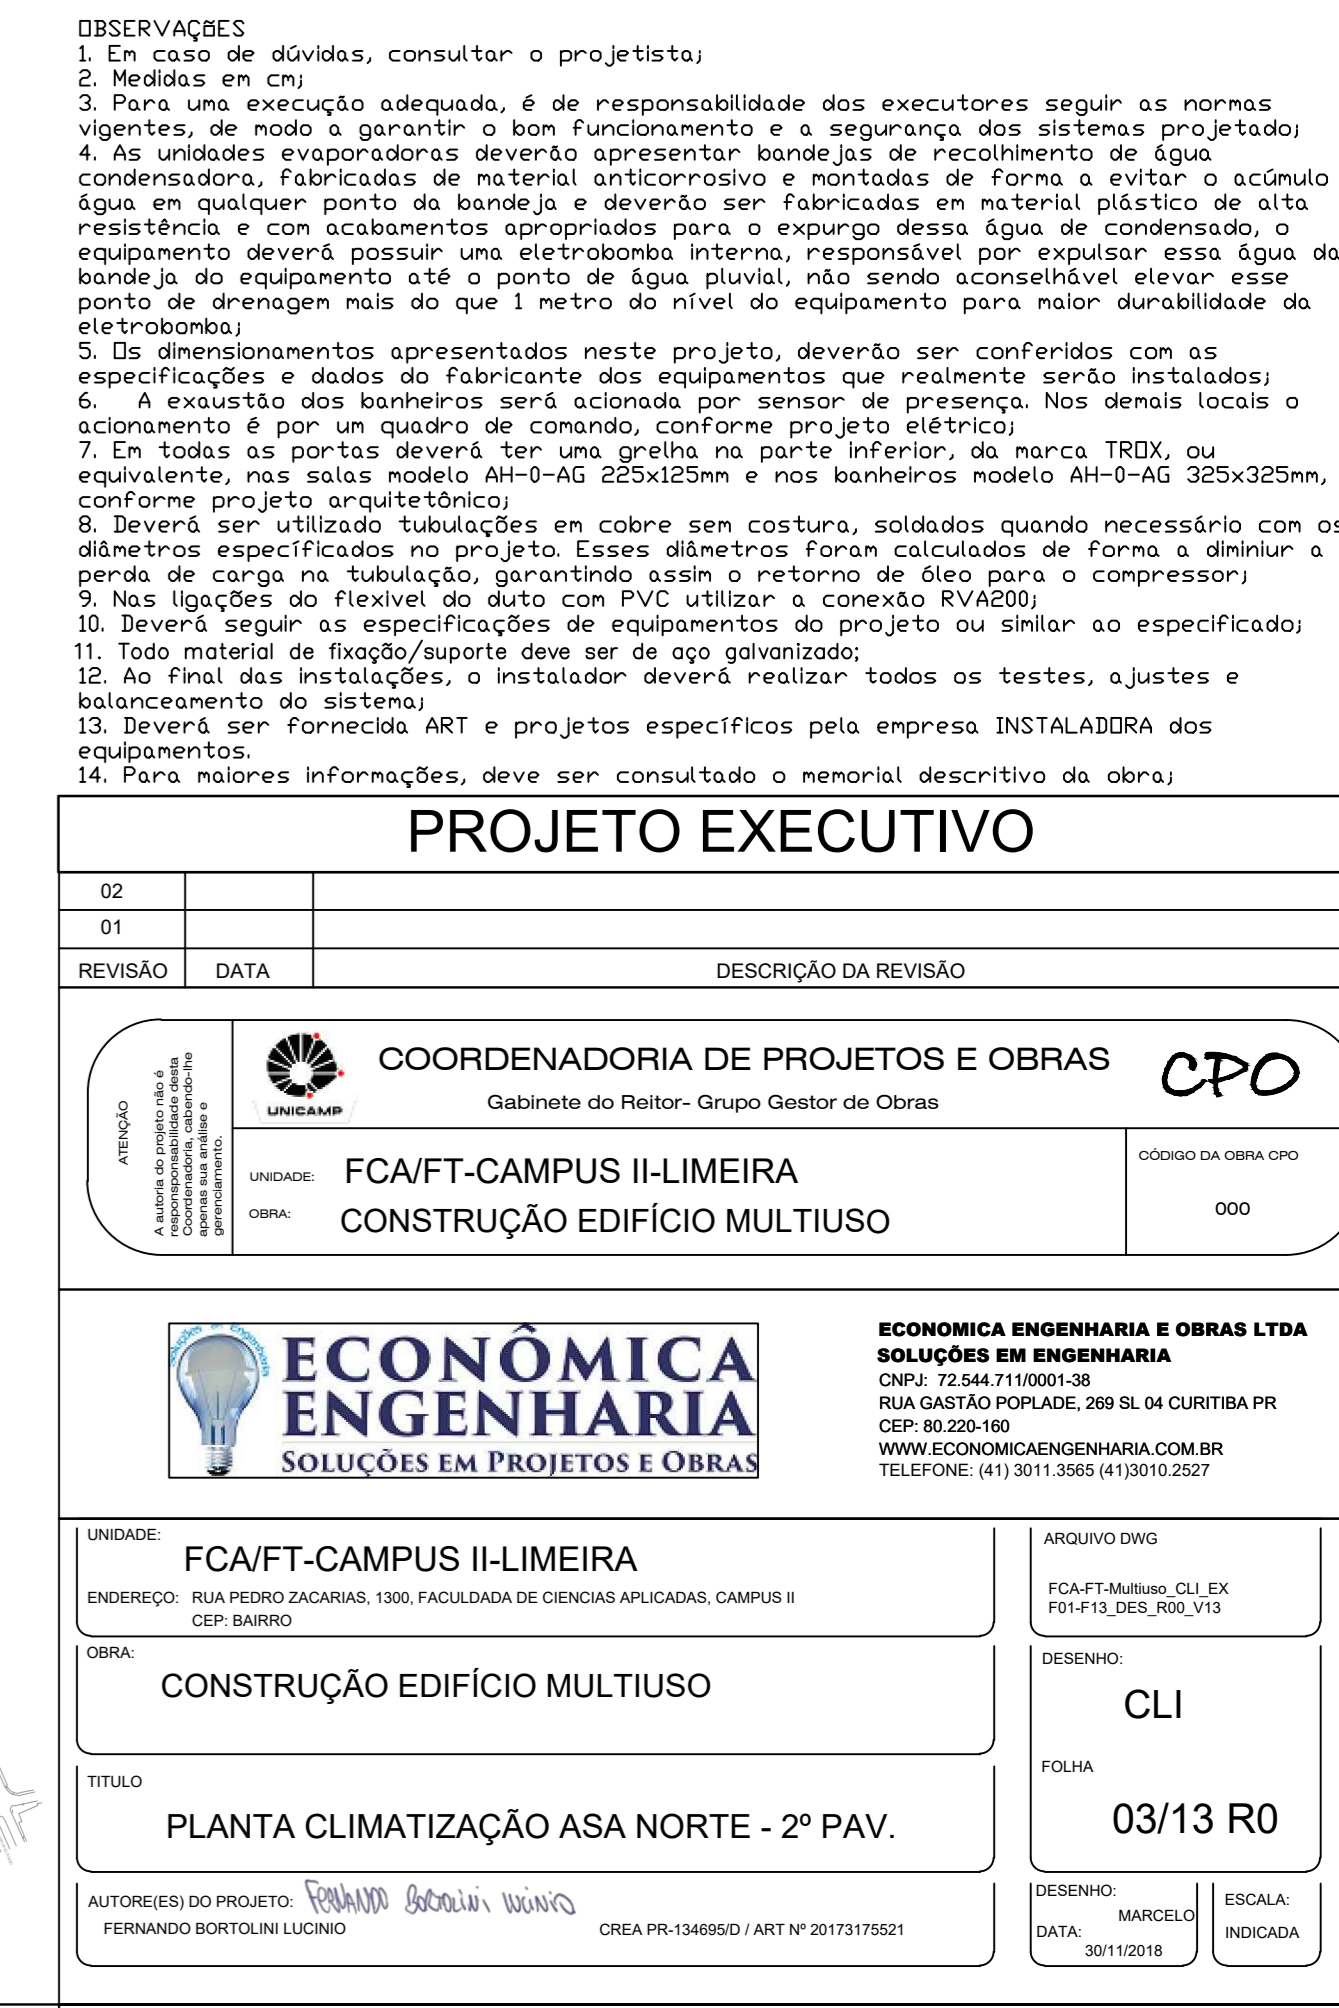 OBSERVAÇÕES
1. Em caso de dúvidas, consultar o projetista;
2. Medidas em cm;
3. Para uma execução adequada, é de responsabilidade dos executores seguir as normas
vigentes, de modo a garantir o bom funcionamento e a segurança dos sistemas projetado;
4. As unidades evaporadoras deverão apresentar bandejas de recolhimento de água
condensadora, fabricadas de material anticorrosivo e montadas de forma a evitar o acúmulo
água em qualquer ponto da bandeja e deverão ser fabricadas em material plástico de alta
resistência e com acabamentos apropriados para o expurgo dessa água de condensado, o
equipamento deverá possuir uma eletrobomba interna, responsável por expulsar essa água da
bandeja do equipamento até o ponto de água pluvial, não sendo aconselhável elevar esse
ponto de drenagem mais do que 1 metro do nível do equipamento para maior durabilidade da
eletrobomba;
5. Os dimensionamentos apresentados neste projeto, deverão ser conferidos com as
especificações e dados do fabricante dos equipamentos que realmente serão instalados;
6. A exaustão dos banheiros será acionada por sensor de presença. Nos demais locais o
acionamento é por um quadro de comando, conforme projeto elétrico;
7. Em todas as portas deverá ter uma grelha na parte inferior, da marca TROX, ou
equivalente, nas salas modelo AH-0-AG 225x125mm e nos banheiros modelo AH-0-AG 325x325mm,
conforme projeto arquitetônico;
8. Deverá ser utilizado tubulações em cobre sem costura, soldados quando necessário com os
diâmetros específicados no projeto. Esses diâmetros foram calculados de forma a diminiur a
perda de carga na tubulação, garantindo assim o retorno de óleo para o compressor;
9. Nas ligações do flexivel do duto com PVC utilizar a conexão RVA200;
10. Deverá seguir as especificações de equipamentos do projeto ou similar ao especificado;
11. Todo material de fixação/suporte deve ser de aço galvanizado;
12. Ao final das instalações, o instalador deverá realizar todos os testes, ajustes e
balanceamento do sistema;
13. Deverá ser fornecida ART e projetos específicos pela empresa INSTALADORA dos
equipamentos.
14. Para maiores informações, deve ser consultado o memorial descritivo da obra;
PROJETO EXECUTIVO
02
01
REVISÃO DATA DESCRIÇÃO DA REVISÃO
ATENÇÃO
A autoria do projeto não é
responsponsabilidade desta
Coordenadoria, cabendo-lhe
apenas sua análise e
gerenciamento.
UNICAMP
COORDENADORIA DE PROJETOS E OBRAS
Gabinete do Reitor- Grupo Gestor de Obras
CPO
UNIDADE: FCA/FT-CAMPUS II-LIMEIRA
OBRA: CONSTRUÇÃO EDIFÍCIO MULTIUSO
CÓDIGO DA OBRA CPO
000
Soluções em Engenharia
ECONÔMICA
ENGENHARIA
SOLUÇÕES EM PROJETOS E OBRAS
ECONOMICA ENGENHARIA E OBRAS LTDA
SOLUÇÕES EM ENGENHARIA
CNPJ: 72.544.711/0001-38
RUA GASTÃO POPLADE, 269 SL 04 CURITIBA PR
CEP: 80.220-160
WWW.ECONOMICAENGENHARIA.COM.BR
TELEFONE: (41) 3011.3565 (41)3010.2527
UNIDADE:
FCA/FT-CAMPUS II-LIMEIRA
ENDEREÇO: RUA PEDRO ZACARIAS, 1300, FACULDADA DE CIENCIAS APLICADAS, CAMPUS II
CEP: BAIRRO
ARQUIVO DWG
FCA-FT-Multiuso_CLI_EX
F01-F13_DES_R00_V13
OBRA:
CONSTRUÇÃO EDIFÍCIO MULTIUSO
DESENHO:
CLI
TITULO
PLANTA CLIMATIZAÇÃO ASA NORTE - 2º PAV.
FOLHA
03/13 R0
AUTORE(ES) DO PROJETO: FERNANDO Bortolini Lucinio
FERNANDO BORTOLINI LUCINIO CREA PR-134695/D / ART Nº 20173175521
DESENHO:
MARCELO
DATA:
30/11/2018
ESCALA:
INDICADA